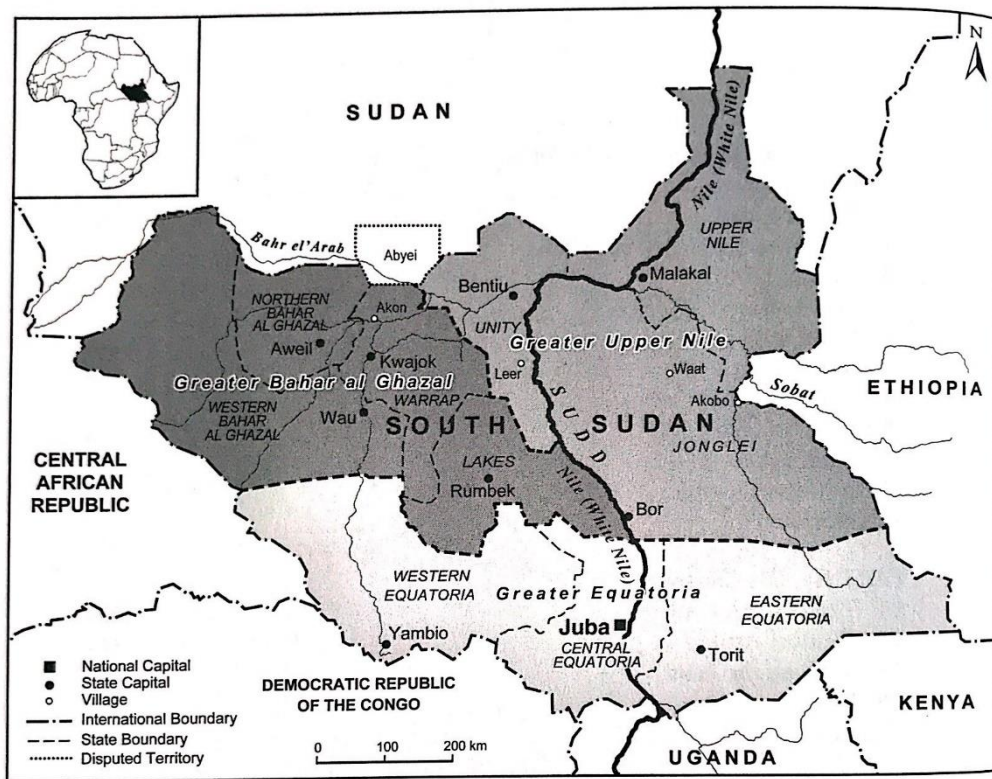 N
SUDAN
Nile (White Nile)
UPPER
NILE
Bahr el'Arab
Abyei
Malakal
Bentiu
NORTHERN
BAHAR
AL GHAZAL
Akon
UNITY
Greater Upper Nile
Aweil
Kwajok
Leer
Waat
Sobat
ETHIOPIA
Greater Bahar al Ghazal
WARRAP
Akobo
WESTERN
BAHAR
AL GHAZAL
Wau
SOUTH SUDAN
SUDD
JONGLEI
CENTRAL
AFRICAN
REPUBLIC
LAKES
Rumbek
Nile (White Nile)
Bor
WESTERN
EQUATORIA
Greater Equatoria
EASTERN
EQUATORIA
Juba
Yambio
CENTRAL
EQUATORIA
Torit
National Capital
State Capital
Village
International Boundary
State Boundary
Disputed Territory
DEMOCRATIC REPUBLIC
OF THE CONGO
0 100 200 km
KENYA
UGANDA